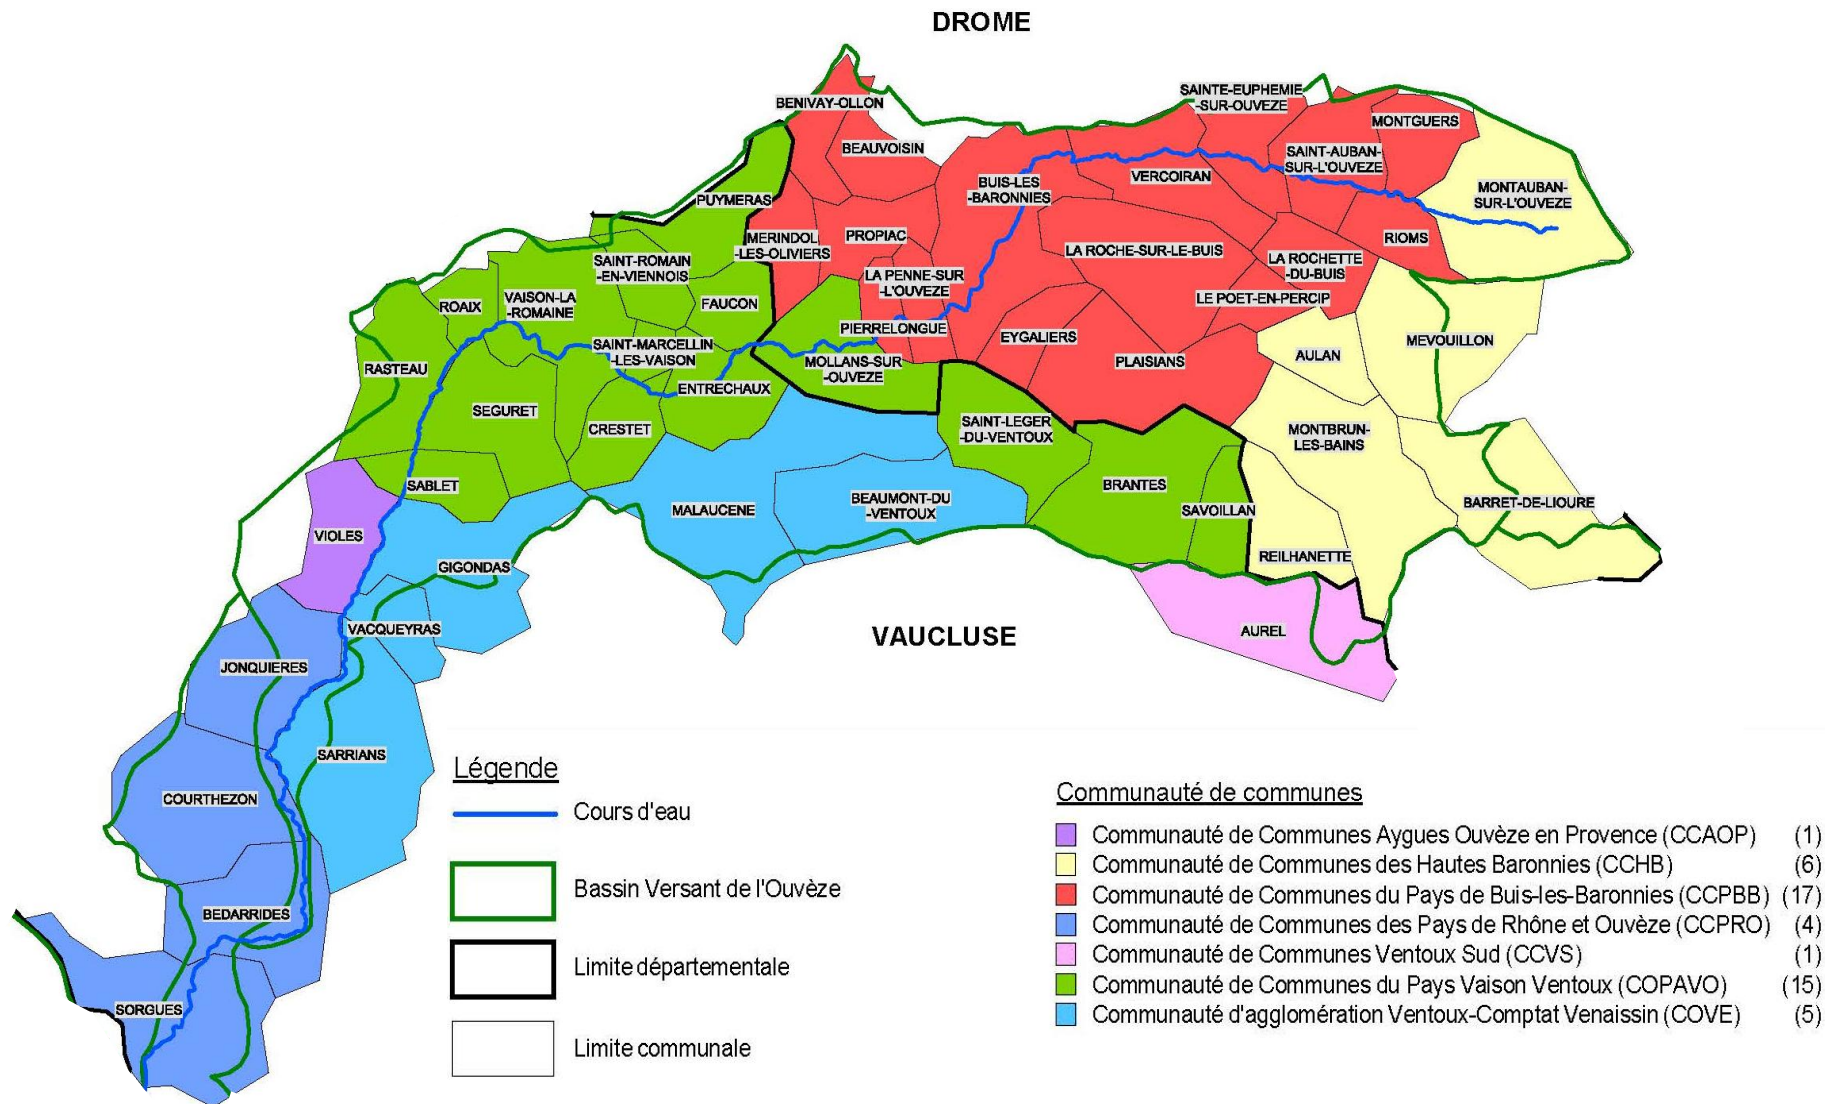 DROME
BENIVAY-OLLON
BEAUVOISIN
SAINTE-EUPHEMIE
-SUR-OUVEZE
MONTGUERS
SAINT-AUBAN-
SUR-L'OUVEZE
BUIS-LES
-BARONNIES
VERCOIRAN
MONTAUBAN-
SUR-L'OUVEZE
PUYMERAS
MERINDOL
-LES-OLIVIERS
PROPIAC
LA ROCHE-SUR-LE-BUIS
RIOMS
LA ROCHETTE
-DU-BUIS
SAINT-ROMAIN
-EN-VIENNOIS
LA PENNE-SUR
-L'OUVEZE
LE POET-EN-PERCIP
ROAIX
VAISON-LA
-ROMAINE
FAUCON
PIERRELONGUE
EYGALIERS
MEVOUILLON
SAINT-MARCELLIN
-LES-VAISON
AULAN
PLAISIANS
RASTEAU
MOLLANS-SUR
-OUVEZE
ENTRECHAUX
SEGURET
CRESTET
SAINT-LEGER
-DU-VENTOUX
MONTBRUN-
LES-BAINS
SABLET
BRANTES
MALAUCENE
BEAUMONT-DU
-VENTOUX
SAVOILLAN
BARRET-DE-LIOURE
VIOLES
GIGONDAS
REILHANETTE
VACQUEYRAS
VAUCLUSE
AUREL
JONQUIERES
SARRIANS
COURTHEZON
BEDARRIDES
SORGUES
Légende
Cours d'eau
Bassin Versant de l'Ouvèze
Limite départementale
Limite communale
Communauté de communes
Communauté de Communes Aygues Ouvèze en Provence (CCAOP) (1)
Communauté de Communes des Hautes Baronnies (CCHB) (6)
Communauté de Communes du Pays de Buis-les-Baronnies (CCPBB) (17)
Communauté de Communes des Pays de Rhône et Ouvèze (CCPRO) (4)
Communauté de Communes Ventoux Sud (CCVS) (1)
Communauté de Communes du Pays Vaison Ventoux (COPAVO) (15)
Communauté d'agglomération Ventoux-Comptat Venaissin (COVE) (5)